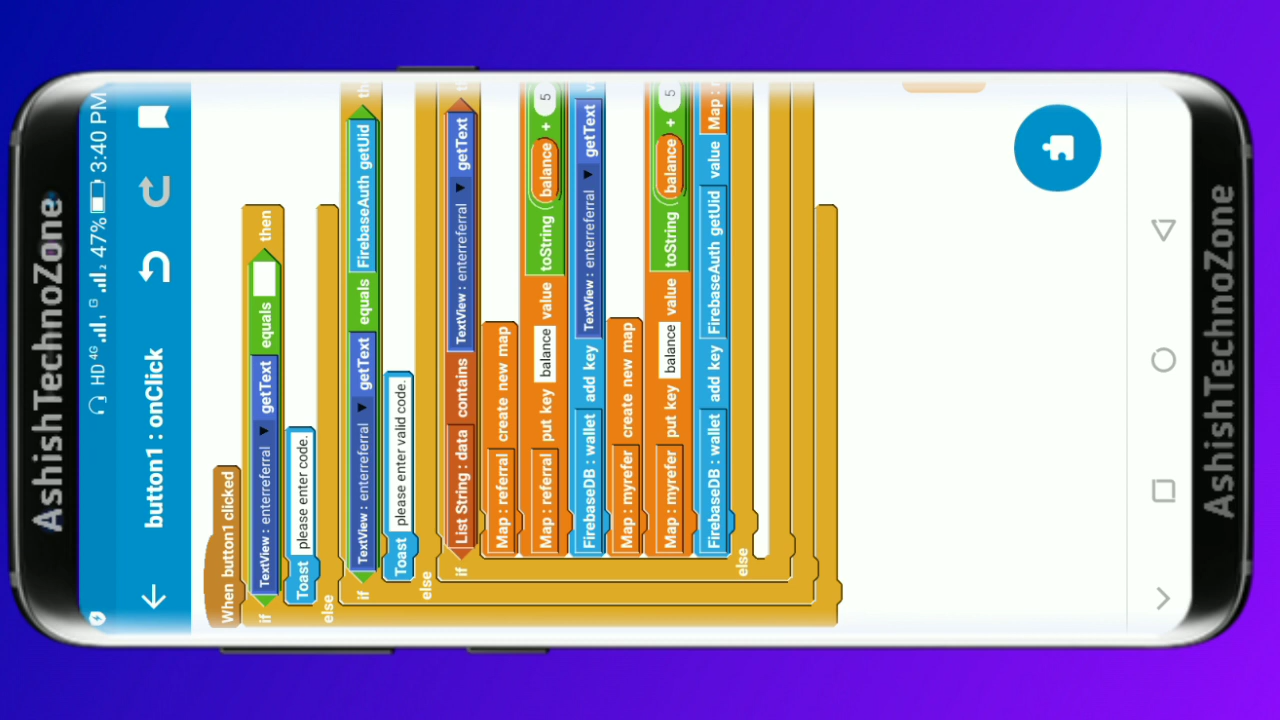 AshishTechnoZone
HD 4G G 2 47% 3:40 PM
button1 : onClick
When button1 clicked
if TextView : enterreferral getText equals then
Toast please enter code.
else
if TextView : enterreferral getText equals FirebaseAuth getUid
Toast please enter valid code.
else
if List String : data contains TextView : enterreferral getText
Map : referral create new map
Map : referral put key balance value toString balance + 5
FirebaseDB : wallet add key TextView : enterreferral getText
Map : myrefer create new map
Map : myrefer put key balance value toString balance + 5
FirebaseDB : wallet add key FirebaseAuth getUid value Map :
else
AshishTechnoZone